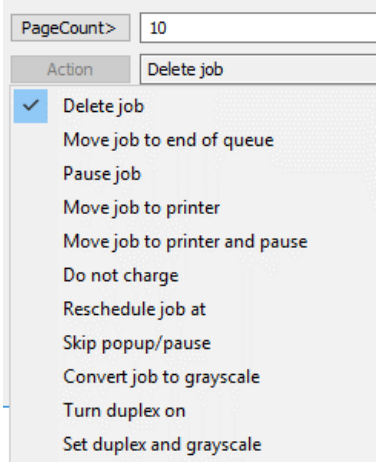 PageCount> 10
Action Delete job
Delete job
Move job to end of queue
Pause job
Move job to printer
Move job to printer and pause
Do not charge
Reschedule job at
Skip popup/pause
Convert job to grayscale
Turn duplex on
Set duplex and grayscale